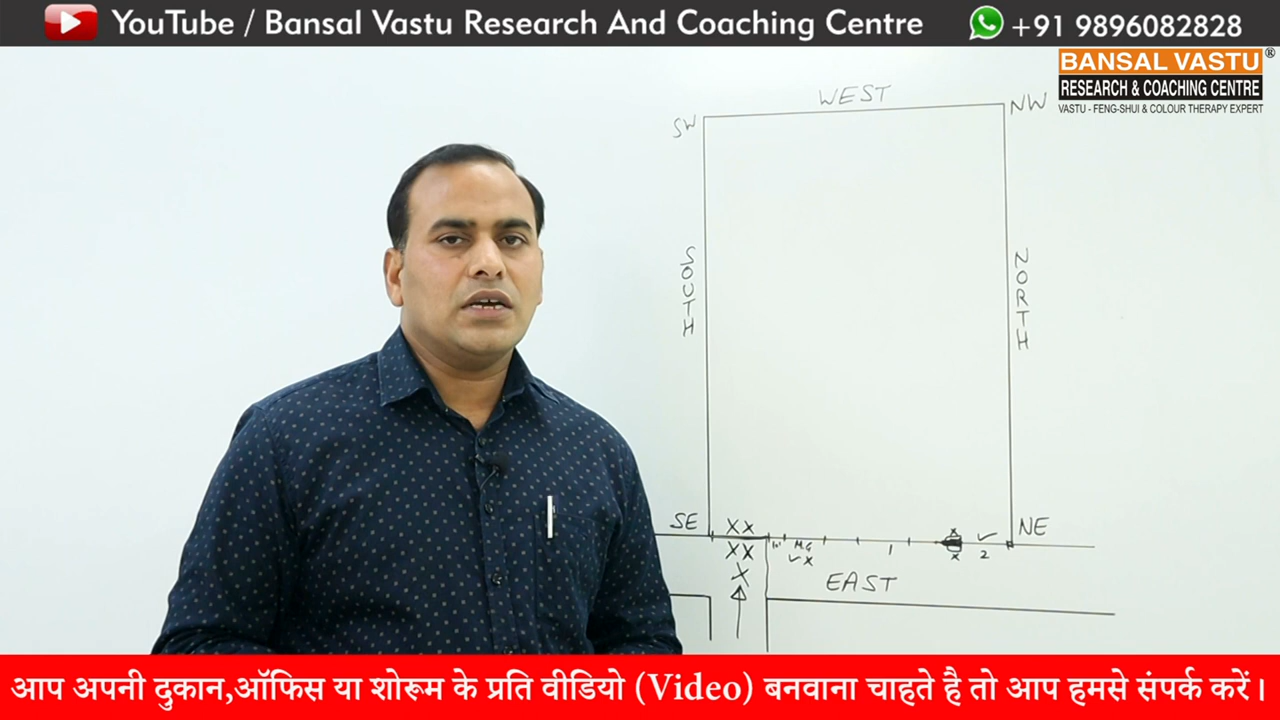 YouTube / Bansal Vastu Research And Coaching Centre
+91 9896082828
BANSAL VASTU®
RESEARCH & COACHING CENTRE
VASTU - FENG-SHUI & COLOUR THERAPY EXPERT
WEST
SW
NW
SOUTH
NORTH
SE
XX
X
NE
XX
M.G
1
X
2
✓ X
X
EAST
आप अपनी दुकान,ऑफिस या शोरूम के प्रति वीडियो (Video) बनवाना चाहते है तो आप हमसे संपर्क करें।